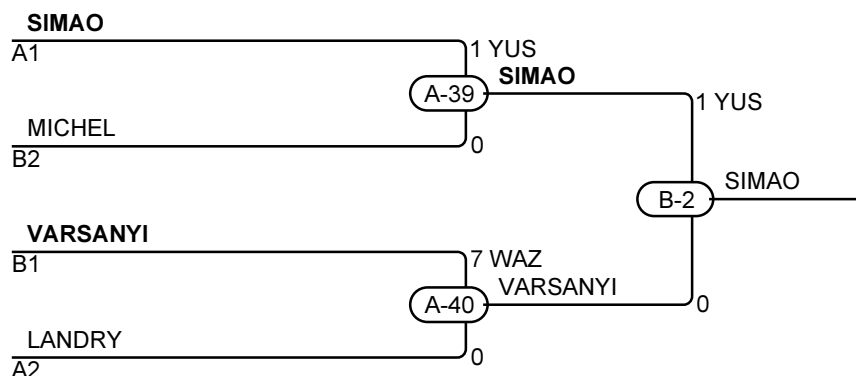 SIMAO
A1
1 YUS
A-39
SIMAO
MICHEL
B2
0
1 YUS
B-2
SIMAO
VARSANYI
B1
7 WAZ
A-40
VARSANYI
0
LANDRY
A2
0